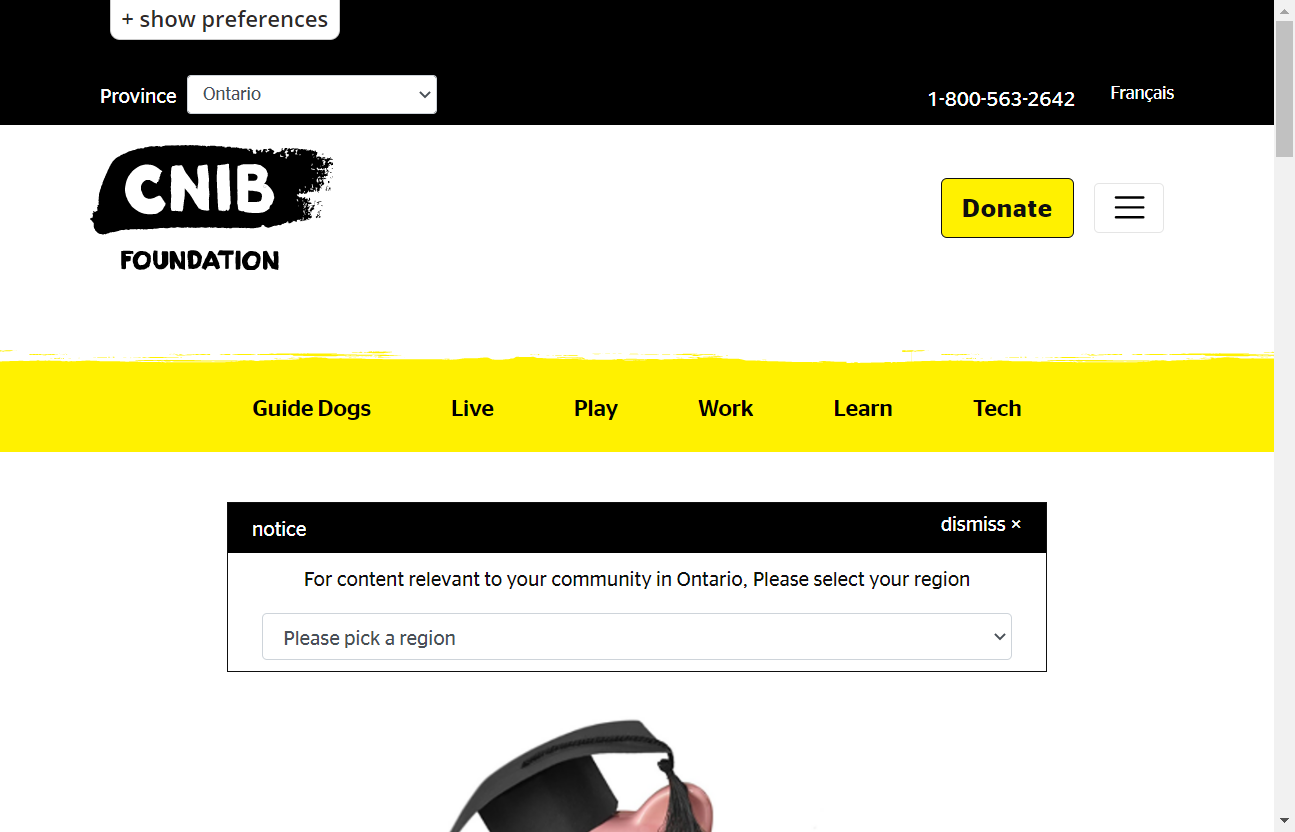 + show preferences
Province
Ontario
1-800-563-2642
Français
CNIB
FOUNDATION
Donate
Guide Dogs
Live
Play
Work
Learn
Tech
notice
dismiss ×
For content relevant to your community in Ontario, Please select your region
Please pick a region